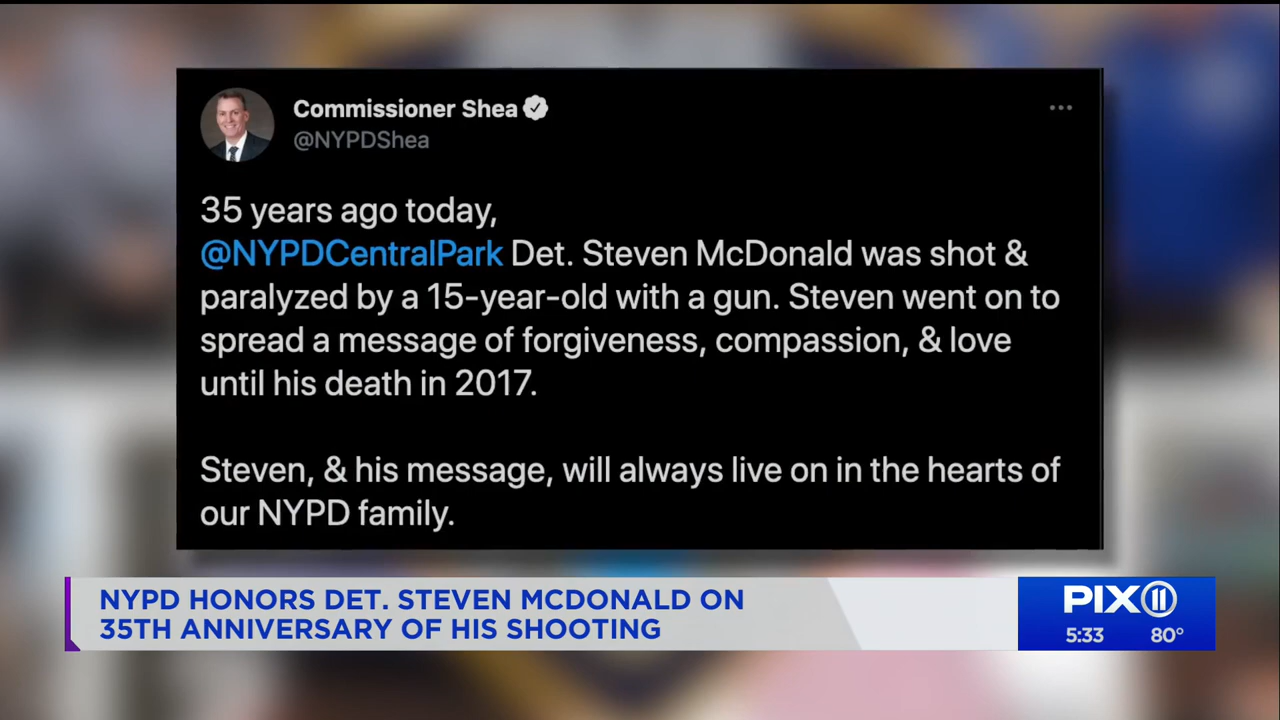 Commissioner Shea
@NYPDShea
35 years ago today,
@NYPDCentralPark Det. Steven McDonald was shot &
paralyzed by a 15-year-old with a gun. Steven went on to
spread a message of forgiveness, compassion, & love
until his death in 2017.
Steven, & his message, will always live on in the hearts of
our NYPD family.
NYPD HONORS DET. STEVEN MCDONALD ON
35TH ANNIVERSARY OF HIS SHOOTING
PIX11
5:33 80°